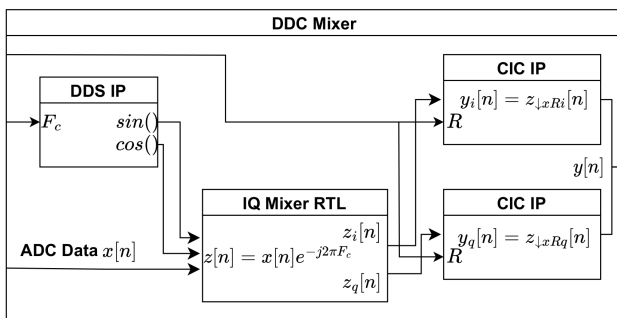 DDC Mixer
DDS IP
F_c
sin()
cos()
ADC Data x[n]
IQ Mixer RTL
z_i[n]
z[n] = x[n]e^{-j2πF_c}
z_q[n]
CIC IP
y_i[n] = z_{↓xRi}[n]
R
y[n]
CIC IP
y_q[n] = z_{↓xRq}[n]
R